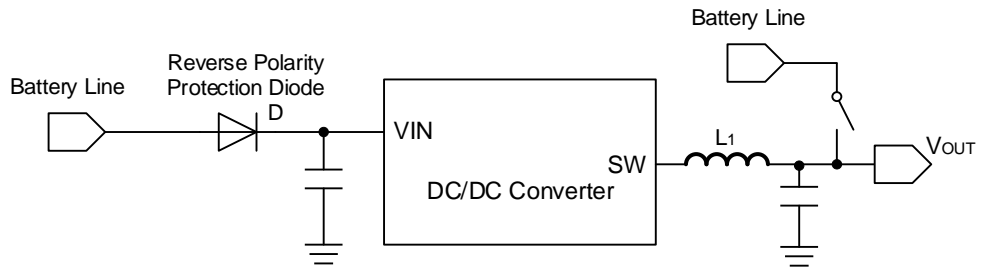 Battery Line
Reverse Polarity
Protection Diode
D
Battery Line
VIN
SW
DC/DC Converter
L1
VOUT